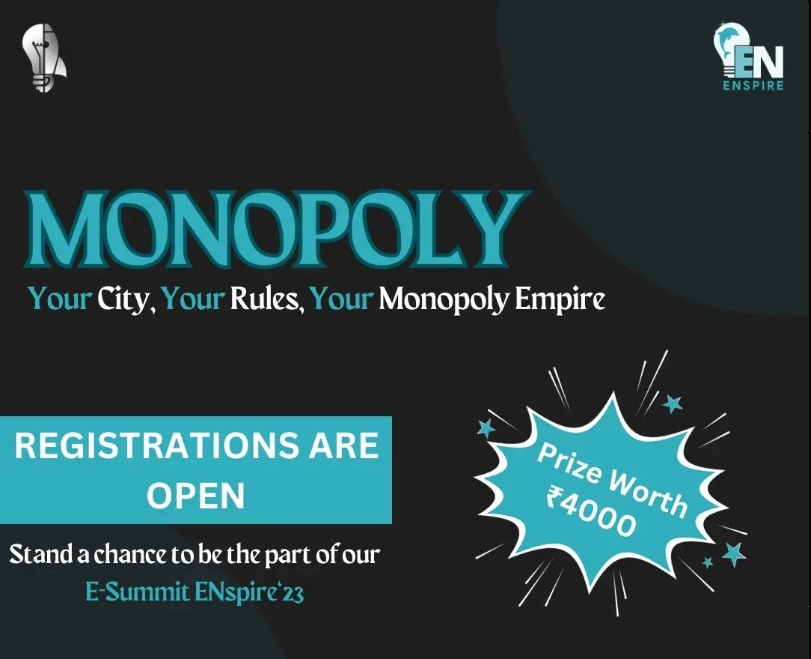 EN
ENSPIRE
MONOPOLY
Your City, Your Rules, Your Monopoly Empire
REGISTRATIONS ARE
OPEN
Prize Worth
₹4000
Stand a chance to be the part of our
E-Summit ENspire'23